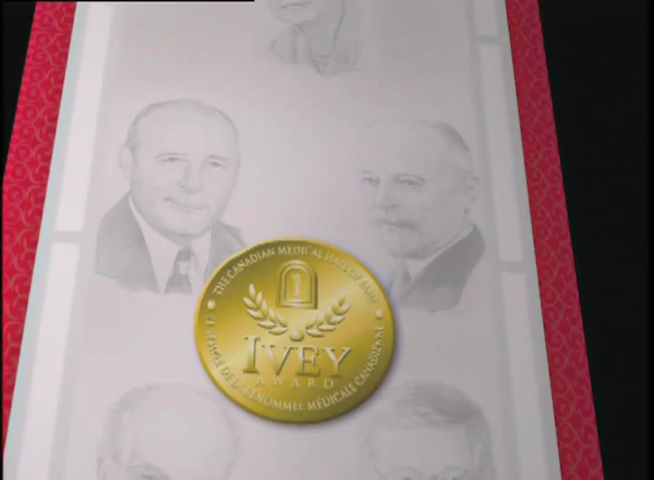 THE CANADIAN MEDICAL HALL OF FAME
IVEY
AWARD
LE TEMPLE DE LA RENOMMÉE MÉDICALE CANADIENNE